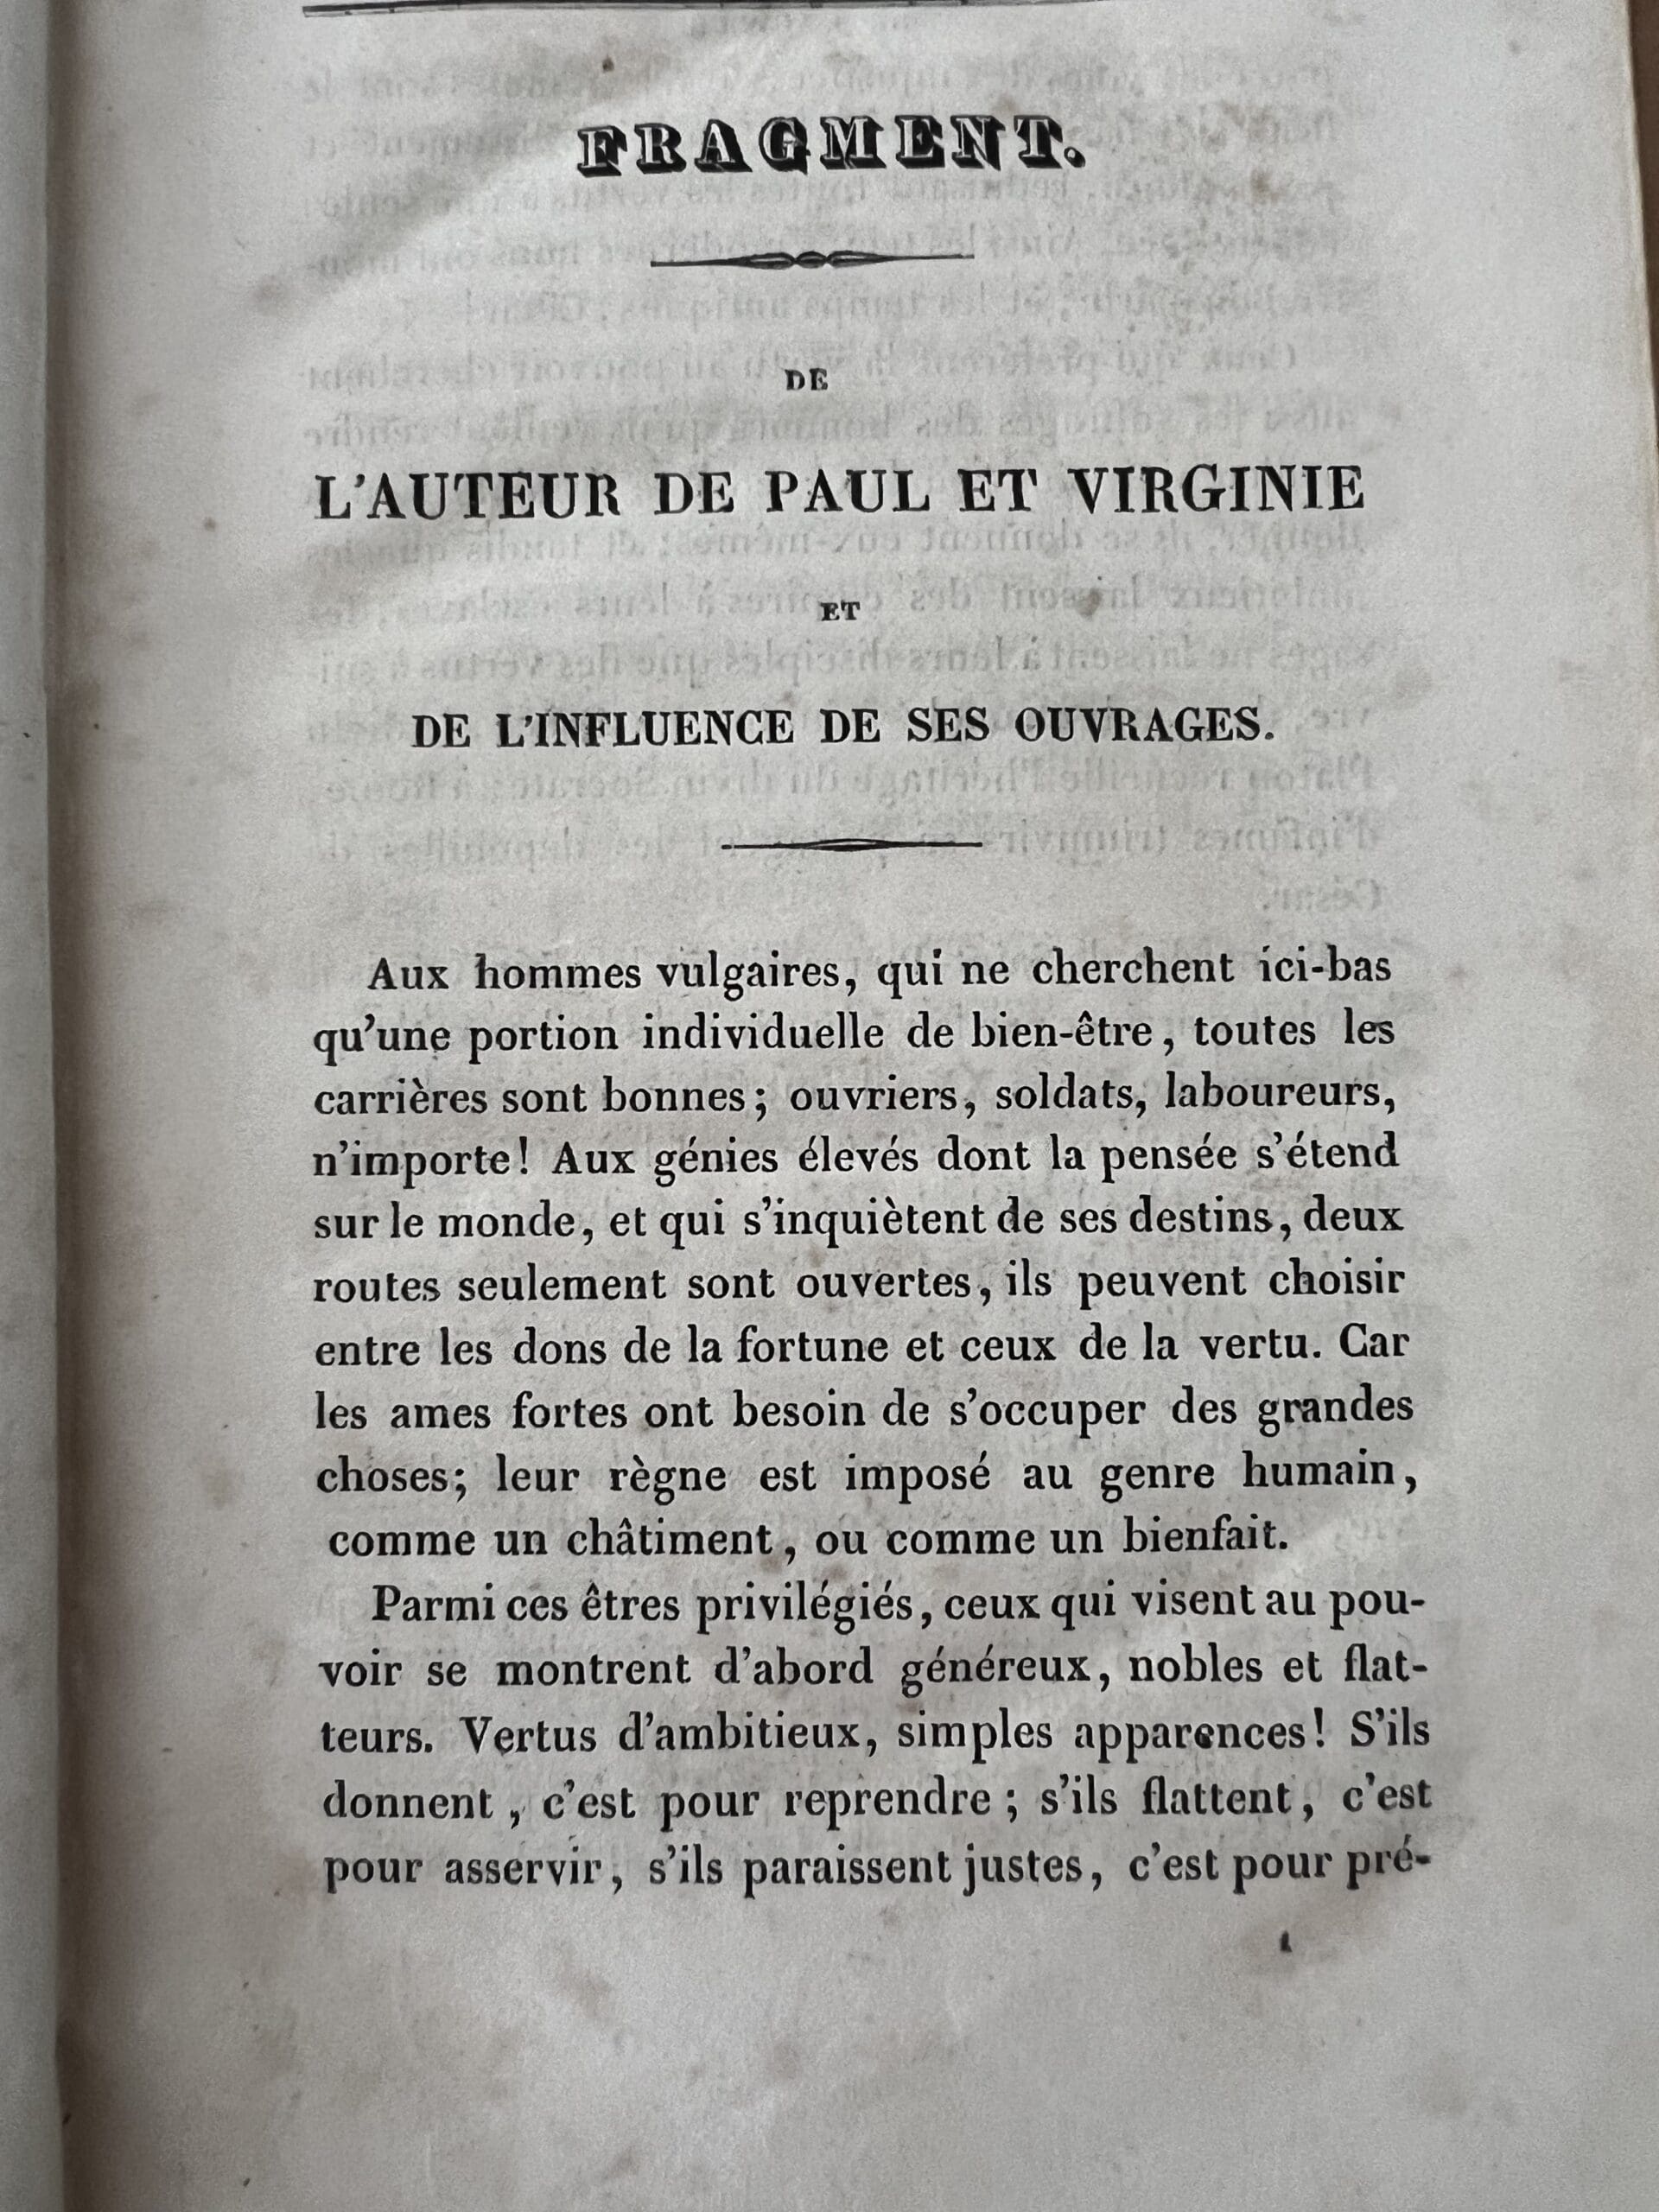 FRAGMENT.
DE
L'AUTEUR DE PAUL ET VIRGINIE
ET
DE L'INFLUENCE DE SES OUVRAGES.
Aux hommes vulgaires, qui ne cherchent ici-bas
qu'une portion individuelle de bien-être, toutes les
carrières sont bonnes; ouvriers, soldats, laboureurs,
n'importe! Aux génies élevés dont la pensée s'étend
sur le monde, et qui s'inquiètent de ses destins, deux
routes seulement sont ouvertes, ils peuvent choisir
entre les dons de la fortune et ceux de la vertu. Car
les ames fortes ont besoin de s'occuper des grandes
choses; leur règne est imposé au genre humain,
comme un châtiment, ou comme un bienfait.
Parmi ces êtres privilégiés, ceux qui visent au pou-
voir se montrent d'abord généreux, nobles et flat-
teurs. Vertus d'ambitieux, simples apparences! S'ils
donnent, c'est pour reprendre; s'ils flattent, c'est
pour asservir, s'ils paraissent justes, c'est pour pré-